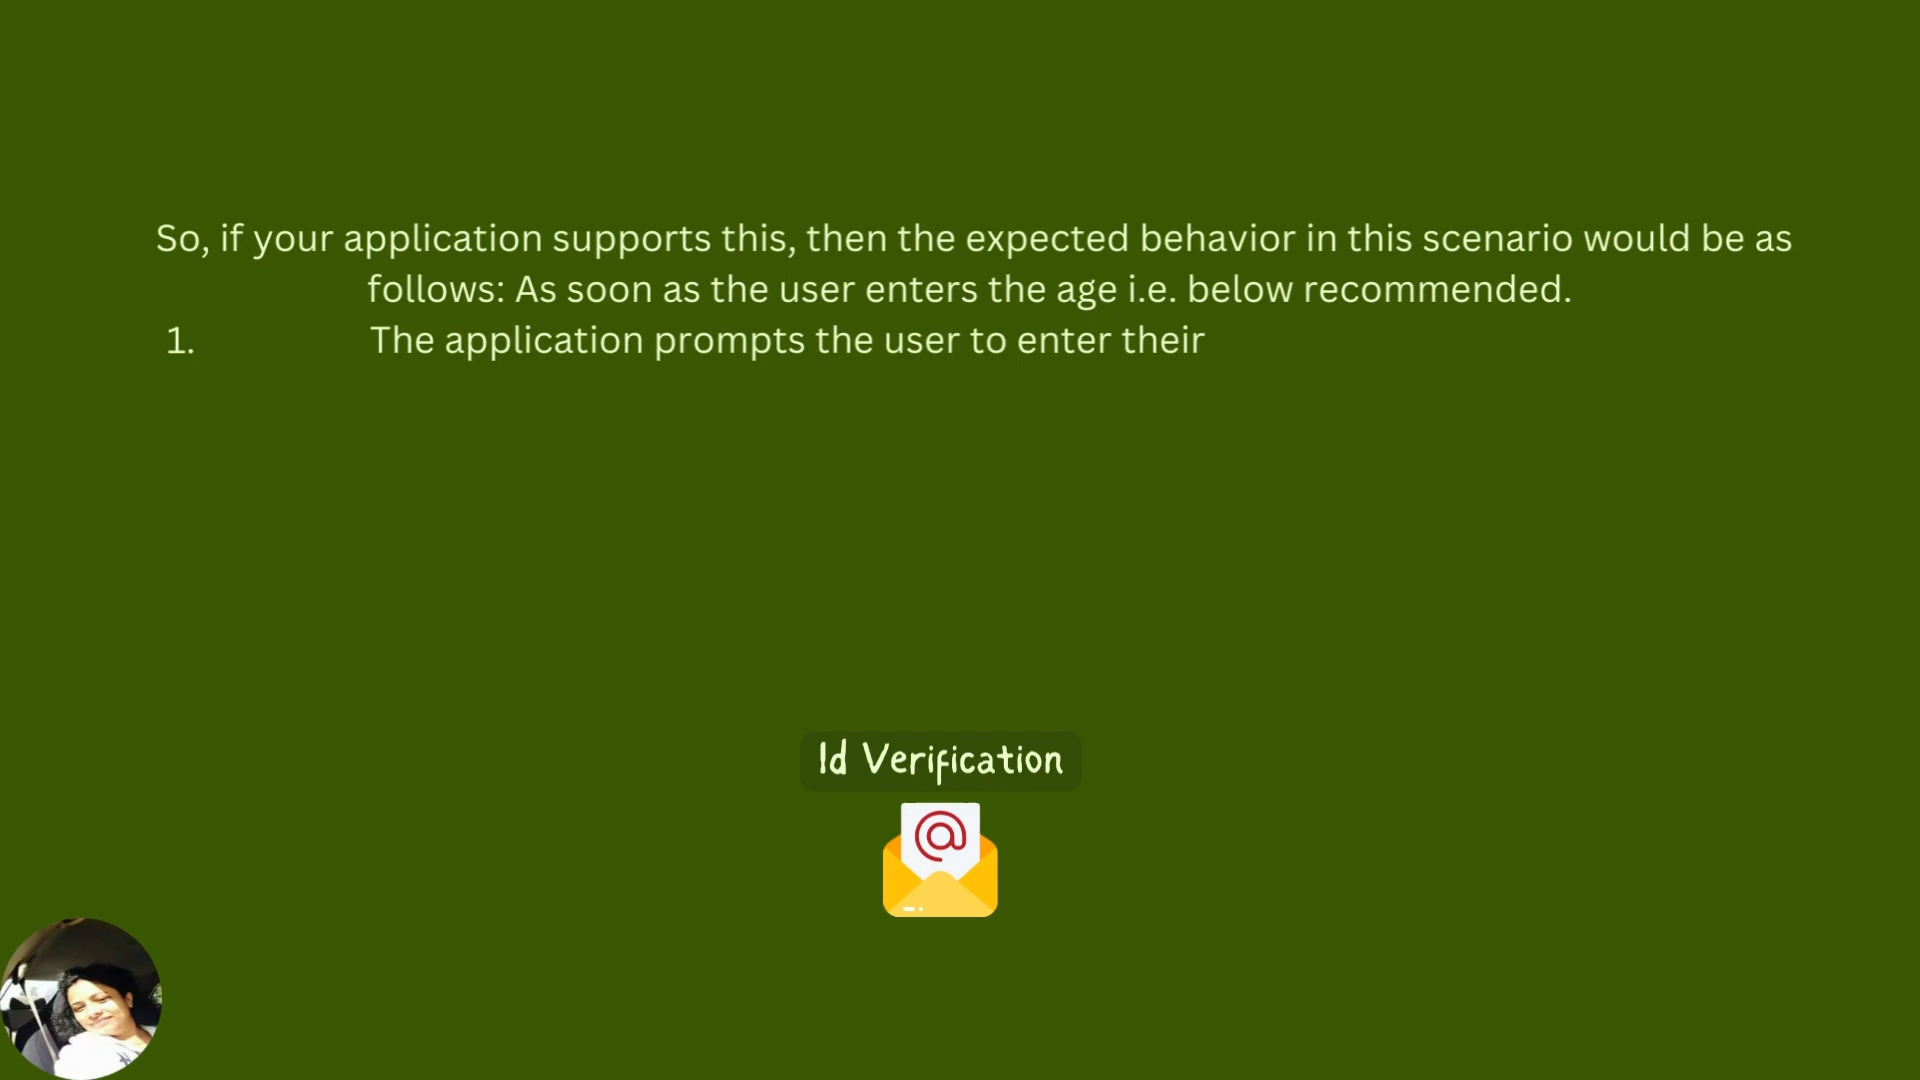 So, if your application supports this, then the expected behavior in this scenario would be as
follows: As soon as the user enters the age i.e. below recommended.
1. The application prompts the user to enter their
Id Verification
@